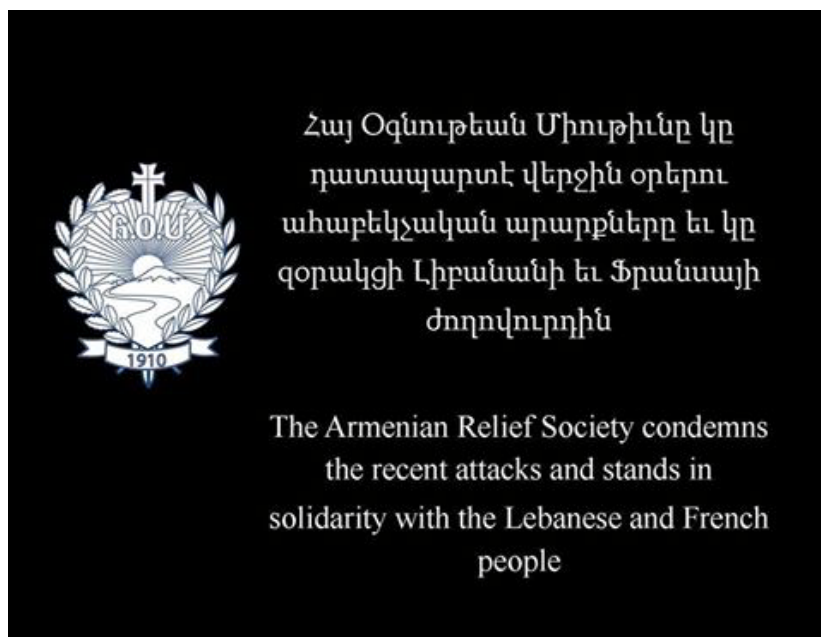 Հ.Օ.Մ.
1910
Հայ Օգնութեան Միութիւնը կը
դատապարտէ վերջին օրերու
ահաբեկչական արարքները եւ կը
զօրակցի Լիբանանի եւ Ֆրանսայի
ժողովուրդին
The Armenian Relief Society condemns
the recent attacks and stands in
solidarity with the Lebanese and French
people